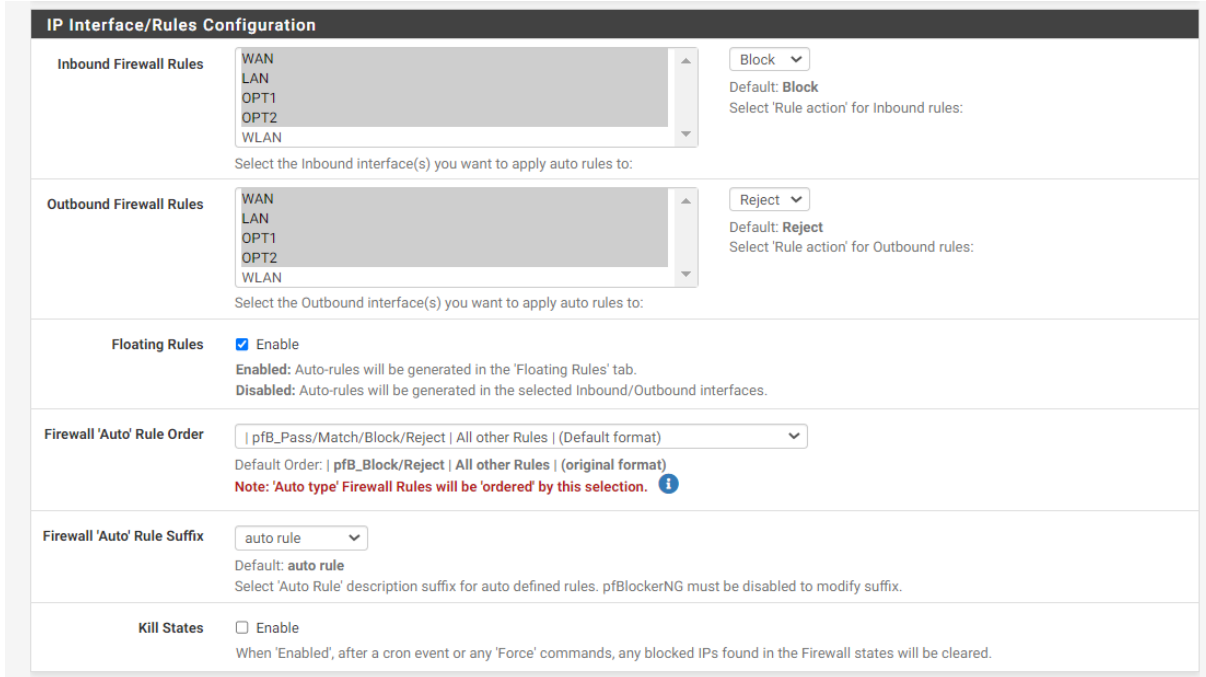 IP Interface/Rules Configuration
Inbound Firewall Rules
WAN
LAN
OPT1
OPT2
WLAN
Select the Inbound interface(s) you want to apply auto rules to:
Block
Default: Block
Select 'Rule action' for Inbound rules:
Outbound Firewall Rules
WAN
LAN
OPT1
OPT2
WLAN
Select the Outbound interface(s) you want to apply auto rules to:
Reject
Default: Reject
Select 'Rule action' for Outbound rules:
Floating Rules
Enable
Enabled: Auto-rules will be generated in the 'Floating Rules' tab.
Disabled: Auto-rules will be generated in the selected Inbound/Outbound interfaces.
Firewall 'Auto' Rule Order
| pfB_Pass/Match/Block/Reject | All other Rules | (Default format)
Default Order: | pfB_Block/Reject | All other Rules | (original format)
Note: 'Auto type' Firewall Rules will be 'ordered' by this selection.
Firewall 'Auto' Rule Suffix
auto rule
Default: auto rule
Select 'Auto Rule' description suffix for auto defined rules. pfBlockerNG must be disabled to modify suffix.
Kill States
Enable
When 'Enabled', after a cron event or any 'Force' commands, any blocked IPs found in the Firewall states will be cleared.